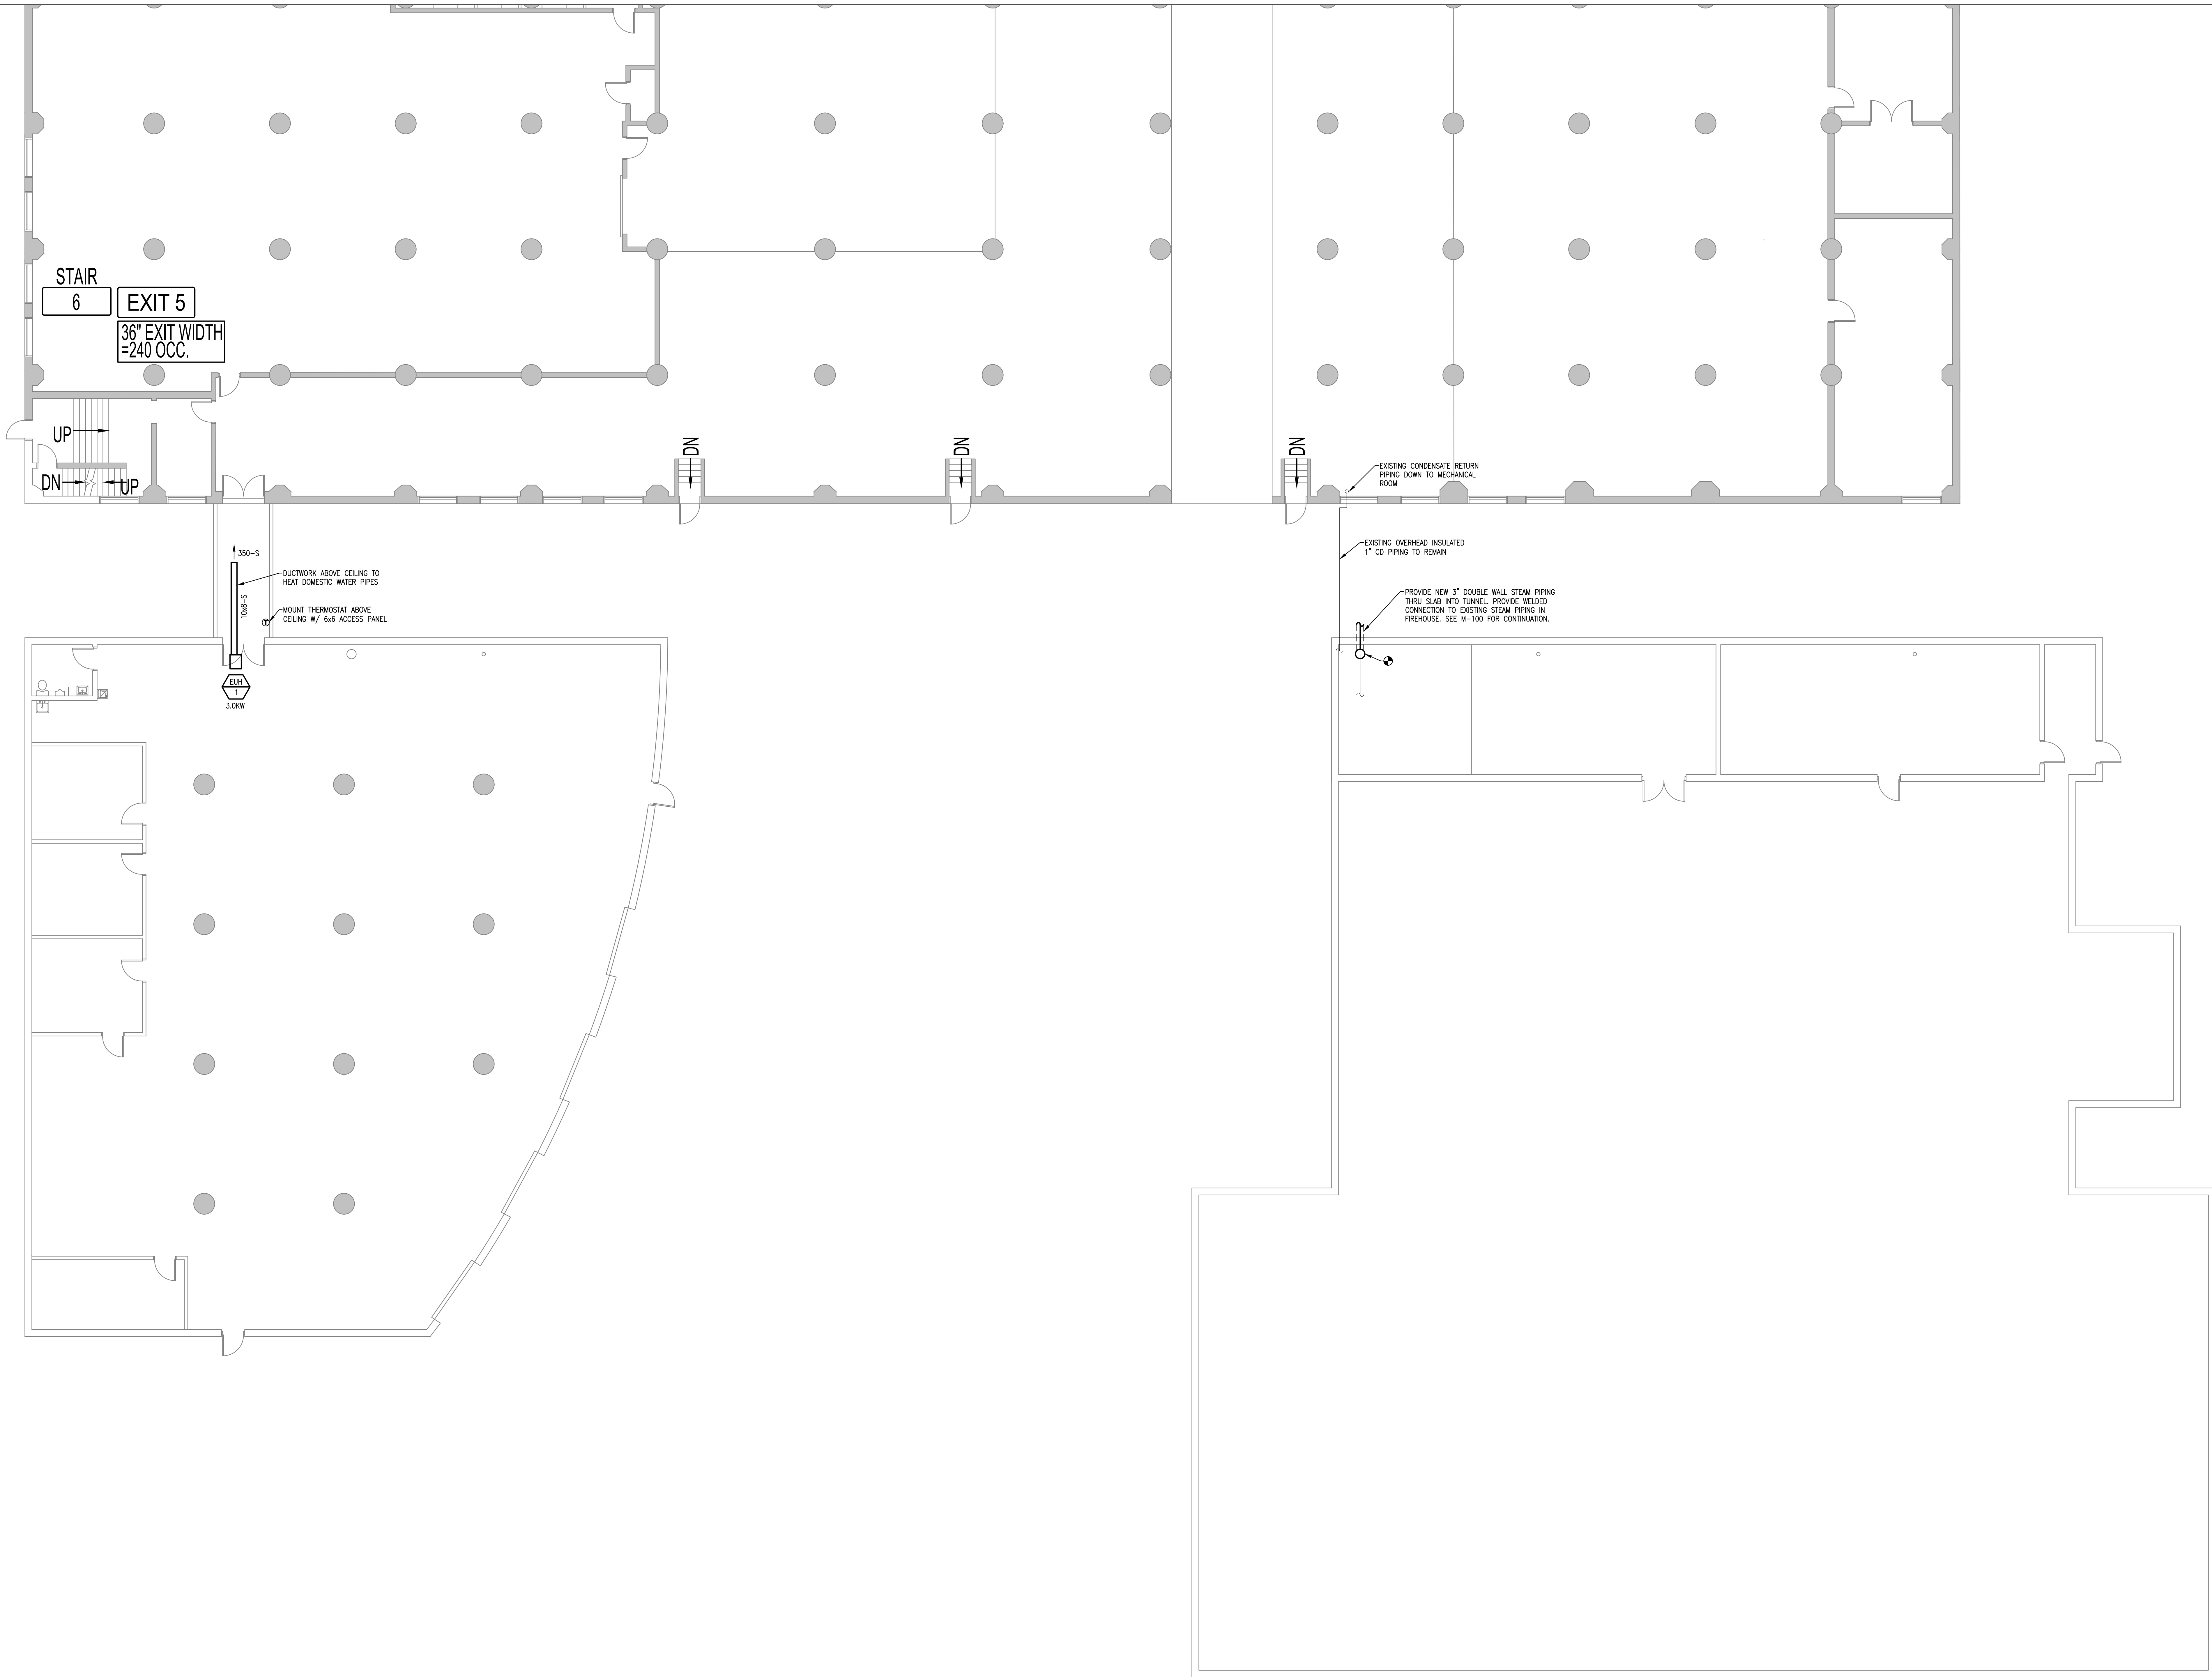 STAIR
6
EXIT 5
36" EXIT WIDTH
=240 OCC.
UP
DN
UP
DN
DN
DN
EXISTING CONDENSATE RETURN
PIPING DOWN TO MECHANICAL
ROOM
350-S
DUCTWORK ABOVE CEILING TO
HEAT DOMESTIC WATER PIPES
10x8-S
MOUNT THERMOSTAT ABOVE
CEILING W/ 6x6 ACCESS PANEL
T
EXISTING OVERHEAD INSULATED
1" CD PIPING TO REMAIN
PROVIDE NEW 3" DOUBLE WALL STEAM PIPING
THRU SLAB INTO TUNNEL. PROVIDE WELDED
CONNECTION TO EXISTING STEAM PIPING IN
FIREHOUSE. SEE M-100 FOR CONTINUATION.
EUH
1
3.0KW